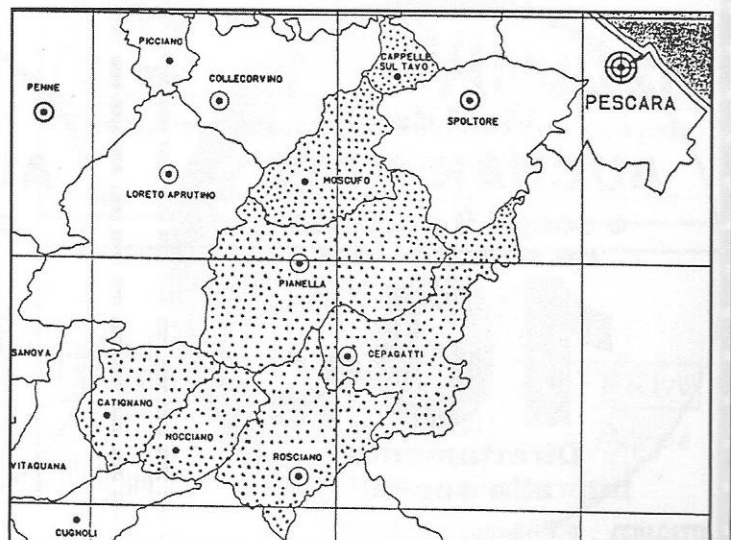 PICCIANO
CAPPELLE
SUL TAVO
PENNE
COLLECORVINO
PESCARA
SPOLTORE
LORETO APRUTINO
MOSCUFO
PIANELLA
SANOVA
CEPAGATTI
CATIGNANO
NOCCIANO
VITAQUANA
ROSCIANO
CUGNOLI